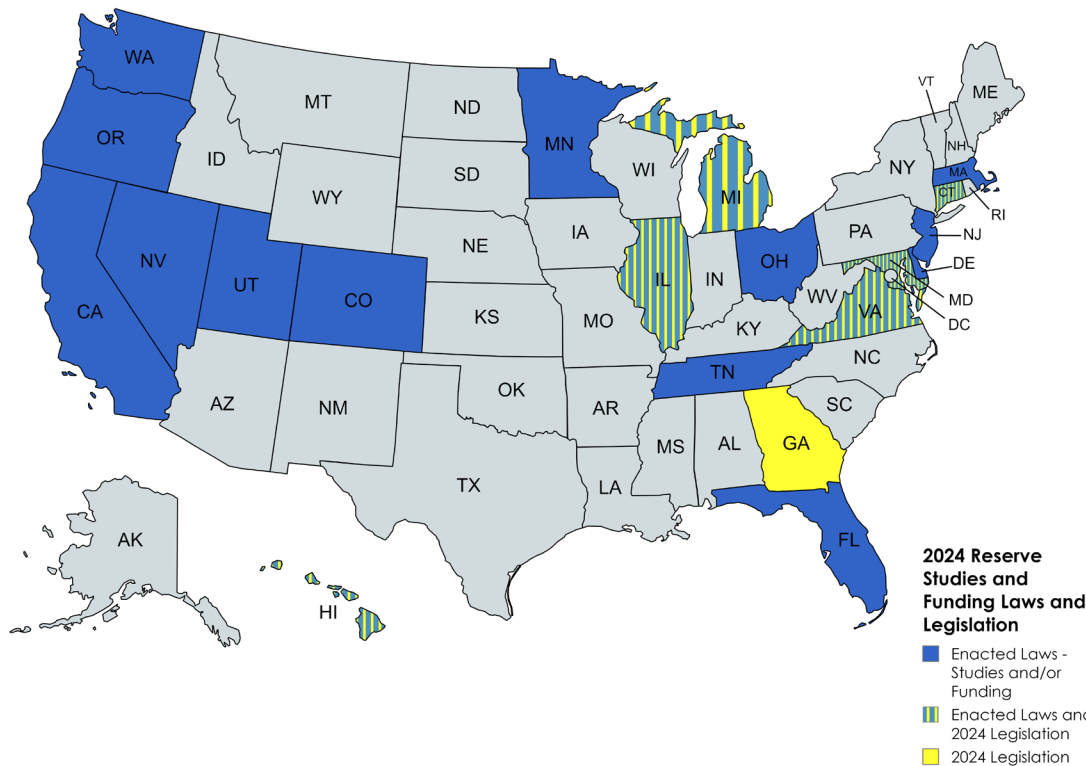 WA
MT
ND
MN
VT
ME
OR
ID
SD
WI
NH
NY
MA
WY
MI
CT
RI
IA
PA
NJ
NE
NV
UT
CO
IL
IN
OH
DE
CA
KS
MO
WV
VA
MD
KY
DC
TN
NC
AZ
NM
OK
AR
SC
MS
AL
GA
TX
LA
AK
FL
HI
2024 Reserve
Studies and
Funding Laws and
Legislation
Enacted Laws -
Studies and/or
Funding
Enacted Laws and
2024 Legislation
2024 Legislation